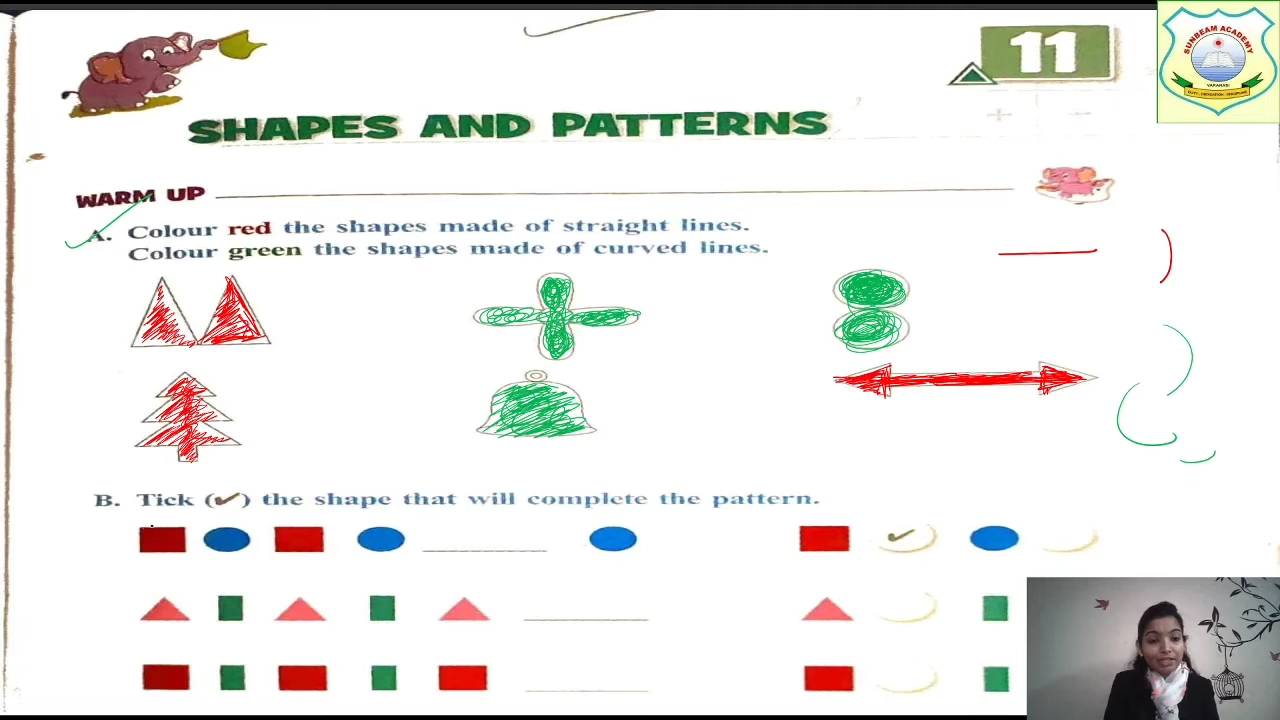 11
SUNBEAM ACADEMY
VARANASI
SHAPES AND PATTERNS
WARM UP
A. Colour red the shapes made of straight lines.
Colour green the shapes made of curved lines.
B. Tick (✔) the shape that will complete the pattern.